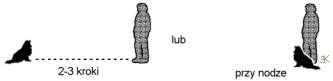 lub
2-3 kroki
przy nodze